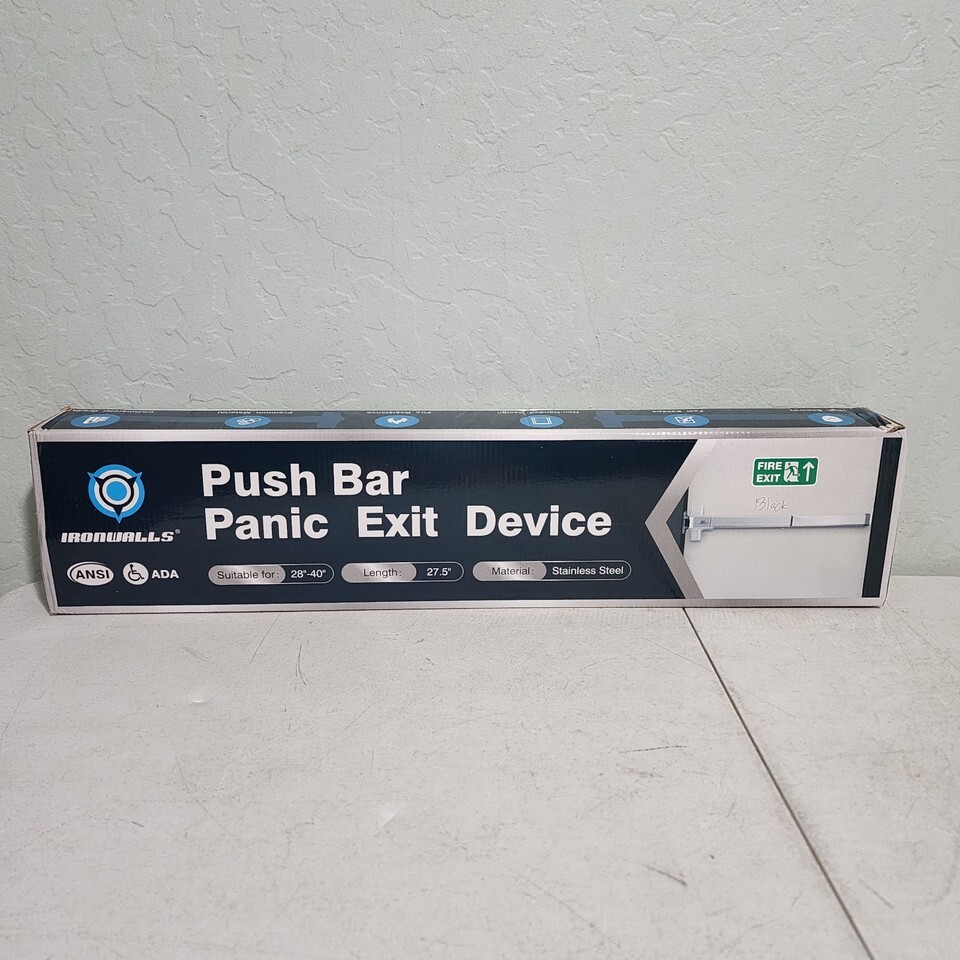 Push Bar
Panic Exit Device
IRONWALLS®
ANSI
ADA
Suitable for: 28"-40"
Length: 27.5"
Material: Stainless Steel
FIRE
EXIT
Black